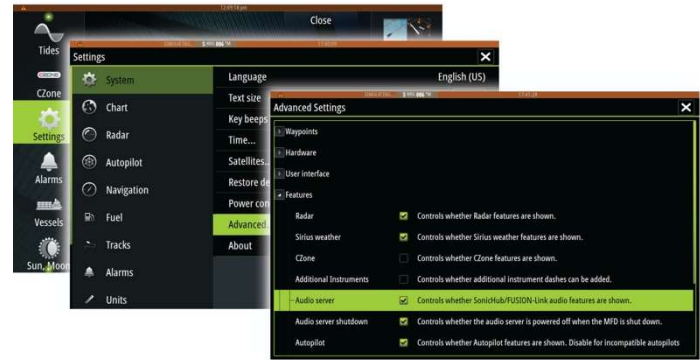 Close
Tides
CZone
Settings
Alarms
Vessels
Sun, Moon
Settings
System
Chart
Radar
Autopilot
Navigation
Fuel
Tracks
Alarms
Units
Language English (US)
Text size
Key beeps
Time...
Satellites...
Restore de
Power con
Advanced.
About
Advanced Settings
Waypoints
Hardware
User interface
Features
Radar Controls whether Radar features are shown.
Sirius weather Controls whether Sirius weather features are shown.
CZone Controls whether CZone features are shown.
Additional Instruments Controls whether additional instrument dashes can be added.
Audio server Controls whether SonicHub/FUSION-Link audio features are shown.
Audio server shutdown Controls whether the audio server is powered off when the MFD is shut down.
Autopilot Controls whether Autopilot features are shown. Disable for incompatible autopilots